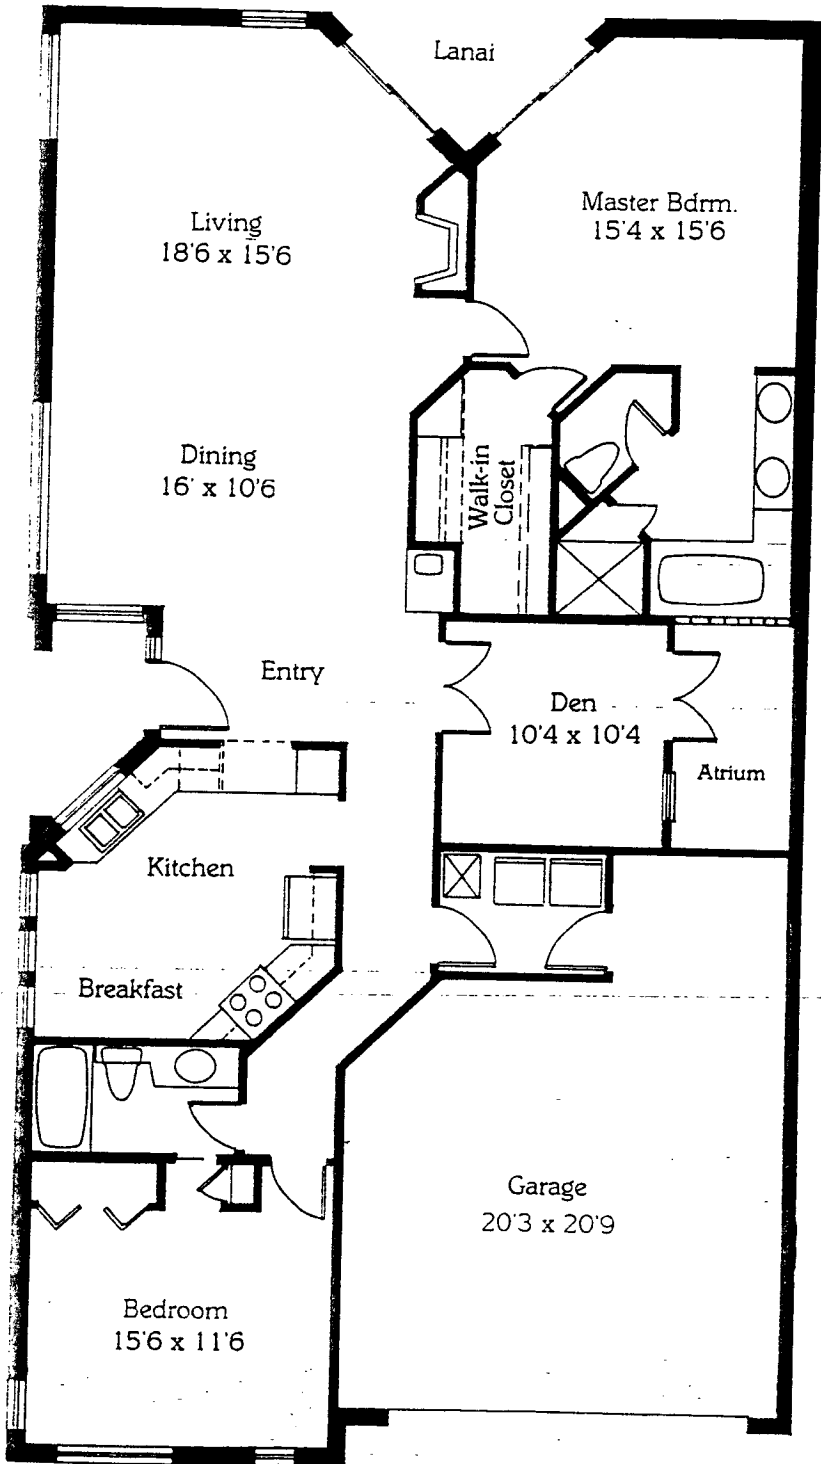 Lanai
Living
18'6 x 15'6
Master Bdrm.
15'4 x 15'6
Dining
16' x 10'6
Walk-in
Closet
Entry
Den
10'4 x 10'4
Atrium
Kitchen
Breakfast
Garage
20'3 x 20'9
Bedroom
15'6 x 11'6